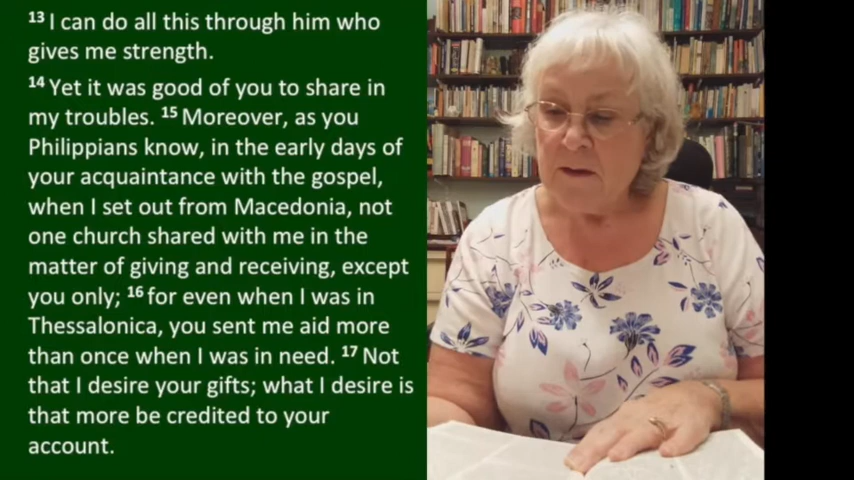 13 I can do all this through him who
gives me strength.
14 Yet it was good of you to share in
my troubles. 15 Moreover, as you
Philippians know, in the early days of
your acquaintance with the gospel,
when I set out from Macedonia, not
one church shared with me in the
matter of giving and receiving, except
you only; 16 for even when I was in
Thessalonica, you sent me aid more
than once when I was in need. 17 Not
that I desire your gifts; what I desire is
that more be credited to your
account.